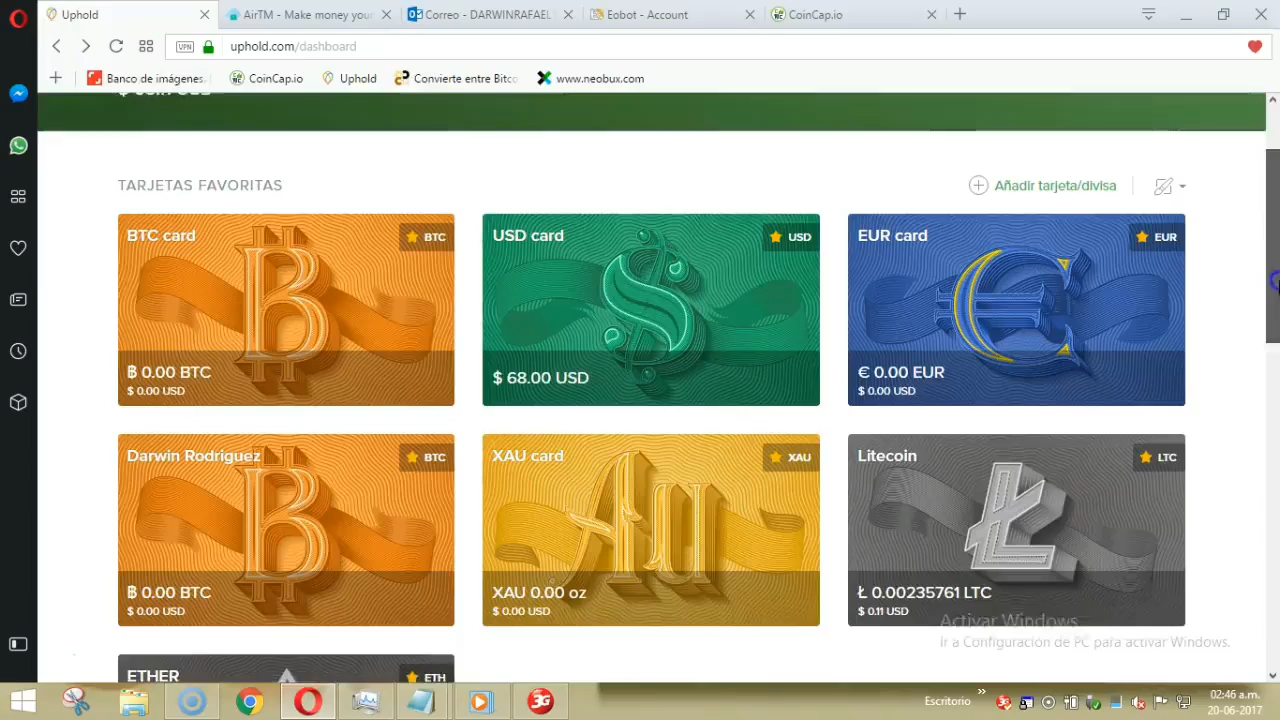 Uphold
AirTM - Make money your
Correo - DARWINRAFAEL
Eobot - Account
CoinCap.io
VPN
uphold.com/dashboard
Banco de imágenes
CoinCap.io
Uphold
Convierte entre Bitco
www.neobux.com
TARJETAS FAVORITAS
Añadir tarjeta/divisa
BTC card
BTC
฿ 0.00 BTC
$ 0.00 USD
USD card
USD
$ 68.00 USD
EUR card
EUR
€ 0.00 EUR
$ 0.00 USD
Darwin Rodriguez
BTC
฿ 0.00 BTC
$ 0.00 USD
XAU card
XAU
XAU 0.00 oz
$ 0.00 USD
Litecoin
LTC
Ł 0.00235761 LTC
$ 0.11 USD
ETHER
ETH
Activar Windows
Ir a Configuración de PC para activar Windows.
Escritorio
02:46 a.m.
20-06-2017